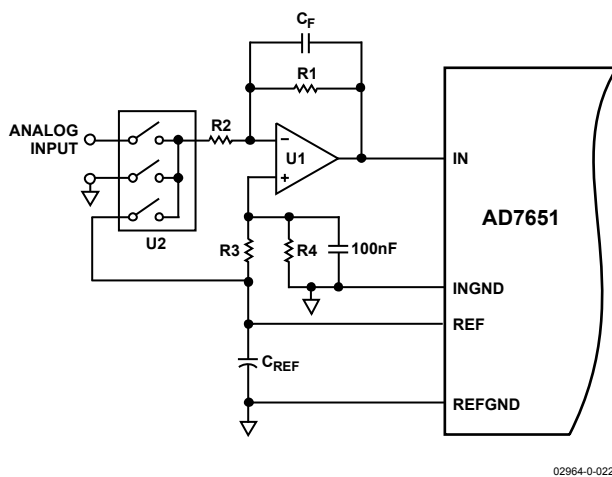 CF
R1
R2
ANALOG
INPUT
−
U1
+
IN
AD7651
U2
R3
R4
100nF
INGND
REF
CREF
REFGND
02964-0-022